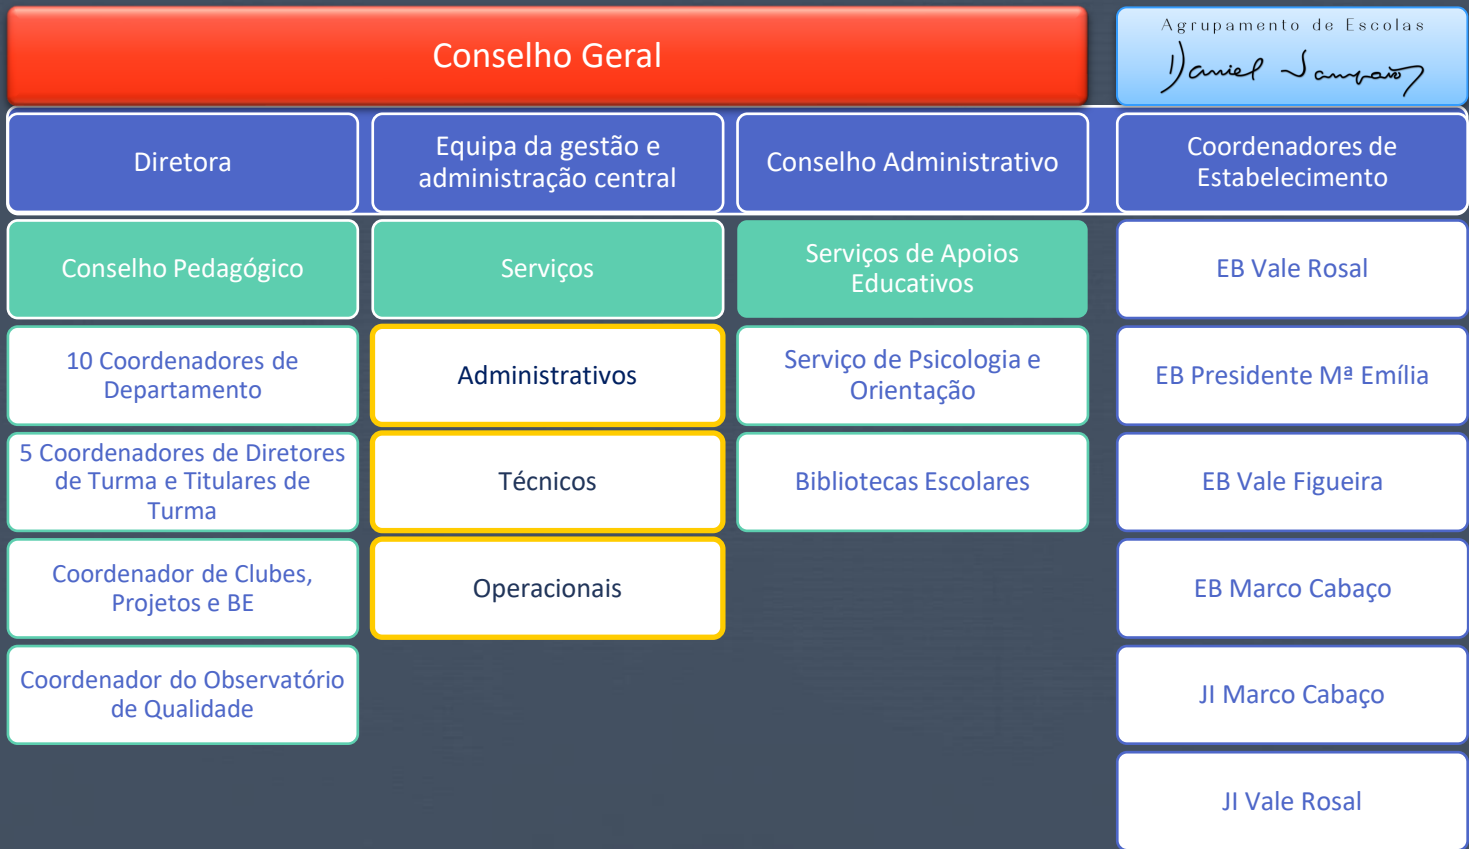 Conselho Geral
Agrupamento de Escolas
Daniel Sampaio
Diretora
Equipa da gestão e
administração central
Conselho Administrativo
Coordenadores de
Estabelecimento
Conselho Pedagógico
Serviços
Serviços de Apoios
Educativos
EB Vale Rosal
10 Coordenadores de
Departamento
Administrativos
Serviço de Psicologia e
Orientação
EB Presidente Mª Emília
5 Coordenadores de Diretores
de Turma e Titulares de
Turma
Técnicos
Bibliotecas Escolares
EB Vale Figueira
Coordenador de Clubes,
Projetos e BE
Operacionais
EB Marco Cabaço
Coordenador do Observatório
de Qualidade
JI Marco Cabaço
JI Vale Rosal